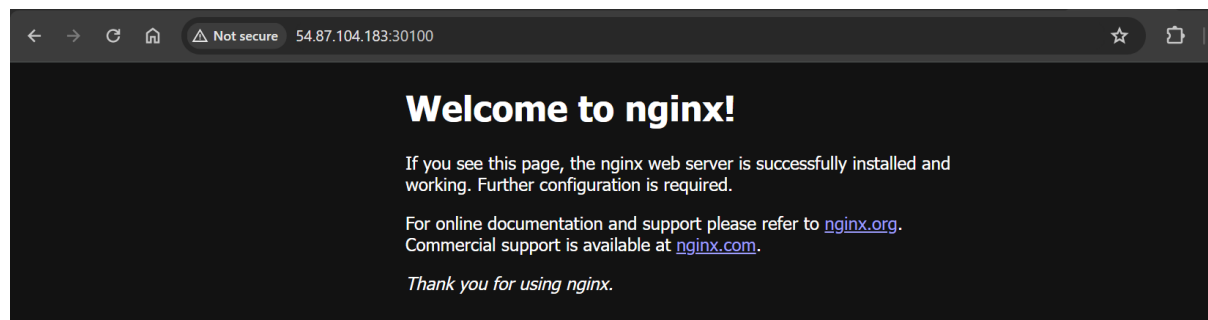 Not secure 54.87.104.183:30100
Welcome to nginx!
If you see this page, the nginx web server is successfully installed and
working. Further configuration is required.
For online documentation and support please refer to nginx.org.
Commercial support is available at nginx.com.
Thank you for using nginx.